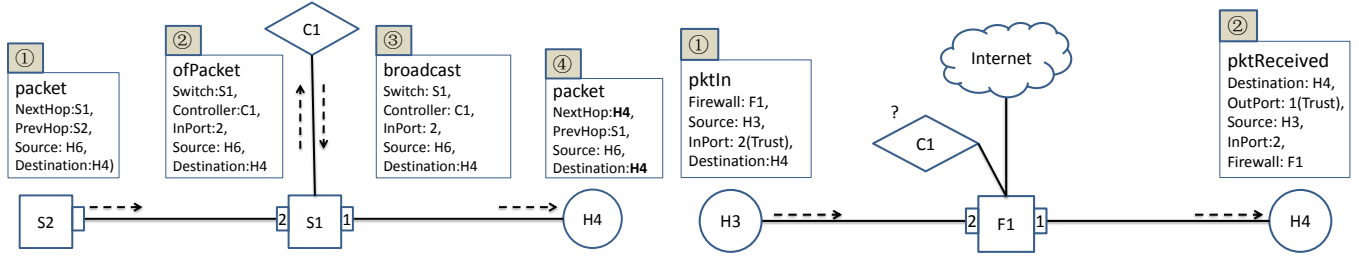 ①
packet
NextHop:S1,
PrevHop:S2,
Source: H6,
Destination:H4)
②
ofPacket
Switch:S1,
Controller:C1,
InPort:2,
Source: H6,
Destination:H4
C1
③
broadcast
Switch: S1,
Controller: C1,
InPort: 2,
Source: H6,
Destination:H4
④
packet
NextHop:H4,
PrevHop:S1,
Source: H6,
Destination:H4
S2
2
S1
1
H4
①
pktIn
Firewall: F1,
Source: H3,
InPort: 2(Trust),
Destination:H4
Internet
?
C1
②
pktReceived
Destination: H4,
OutPort: 1(Trust),
Source: H3,
InPort:2,
Firewall: F1
H3
2
F1
1
H4